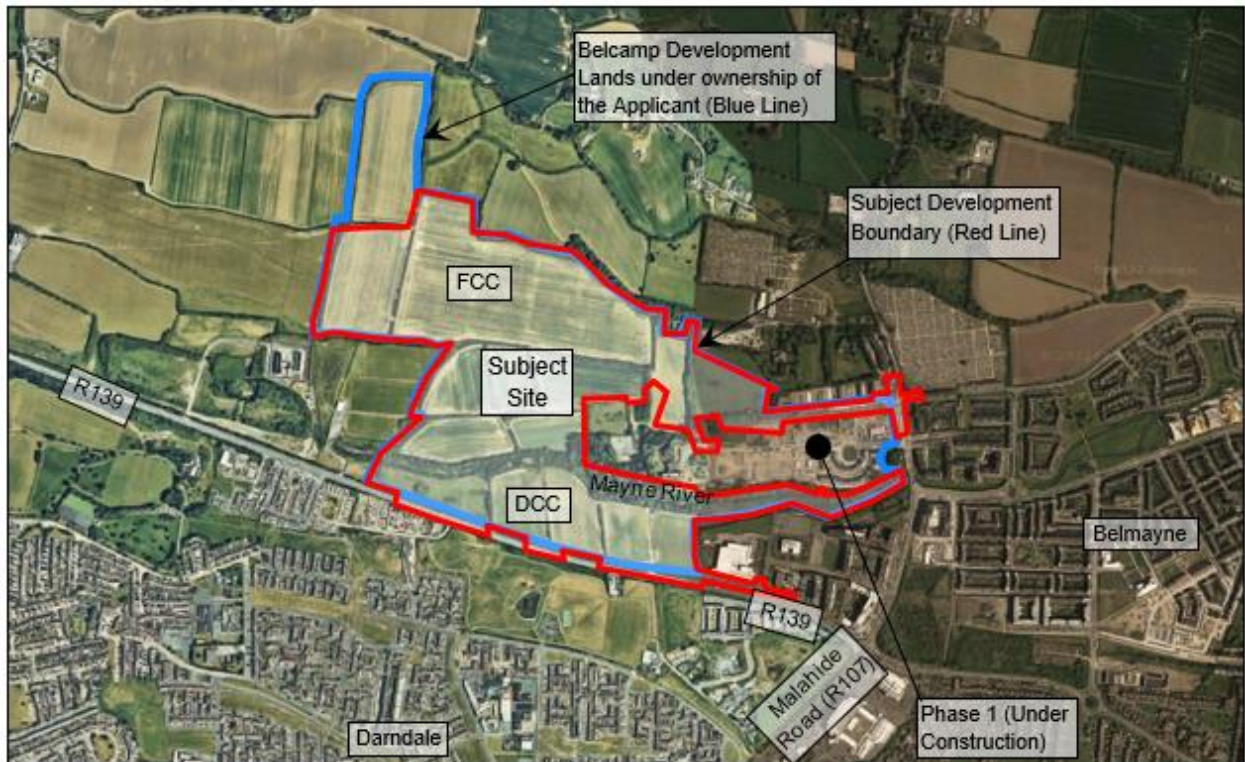 Belcamp Development
Lands under ownership of
the Applicant (Blue Line)
Subject Development
Boundary (Red Line)
FCC
Subject
Site
R139
Mayne River
DCC
Belmayne
R139
Malahide
Road (R107)
Darndale
Phase 1 (Under
Construction)